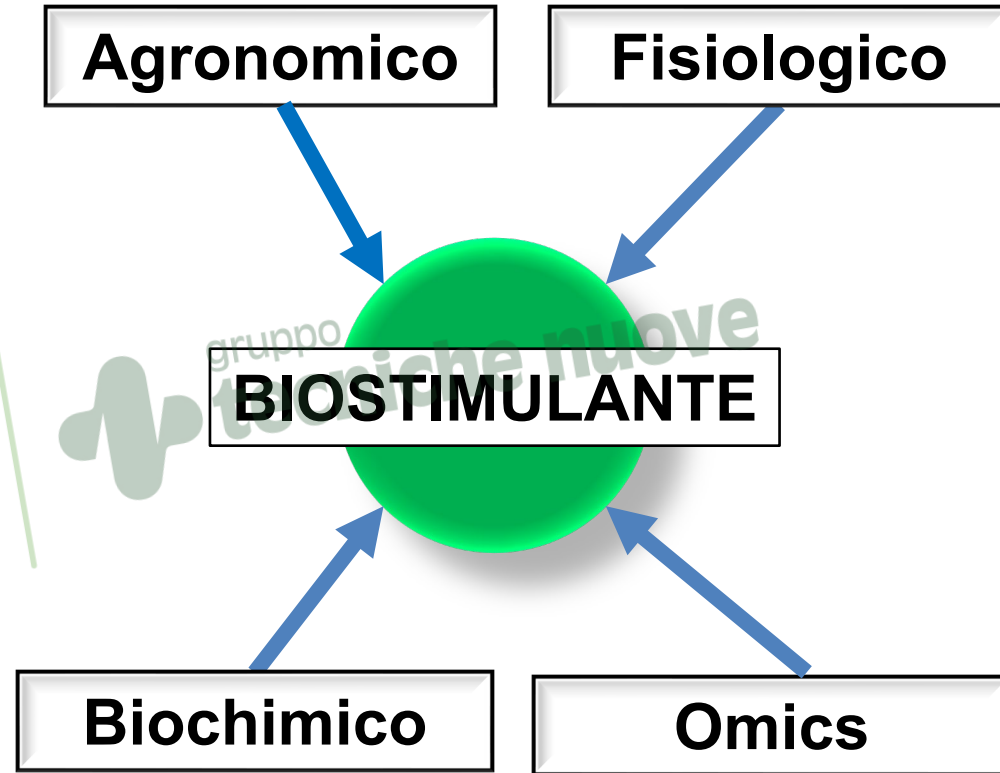 Agronomico
Fisiologico
gruppo
tecniche nuove
BIOSTIMULANTE
Biochimico
Omics